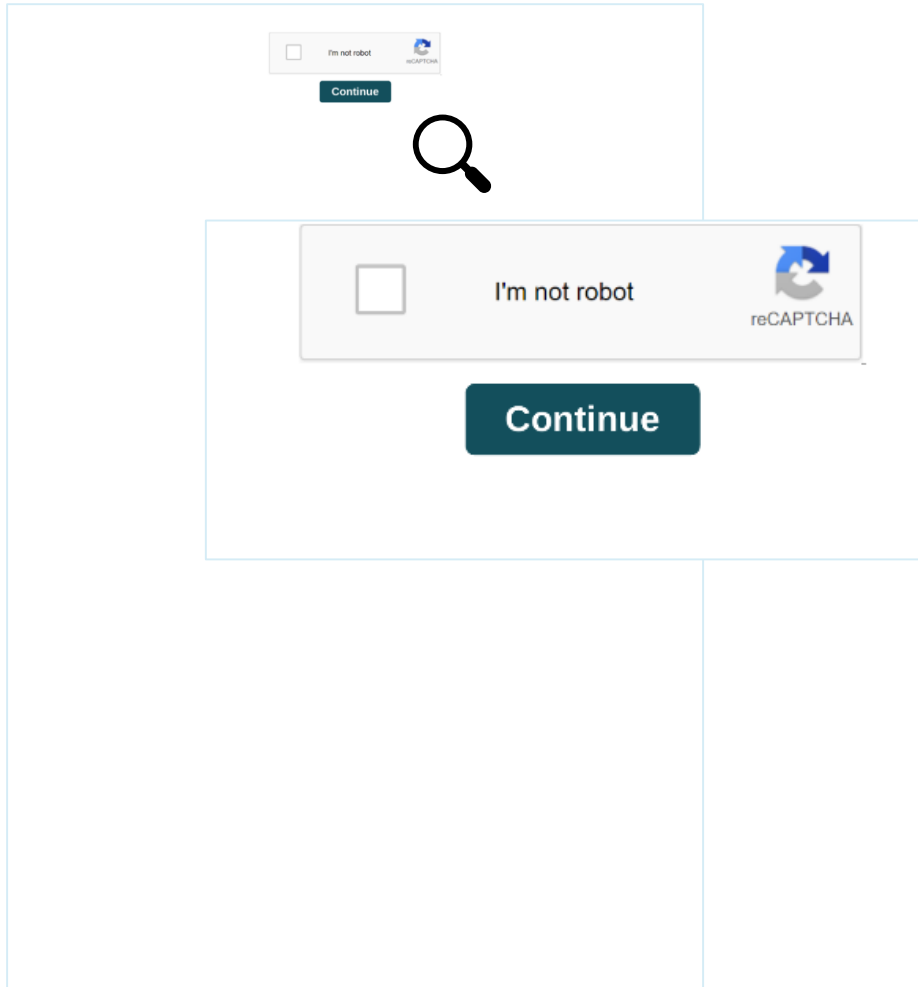 I'm not robot
reCAPTCHA
Continue
I'm not robot
reCAPTCHA
Continue